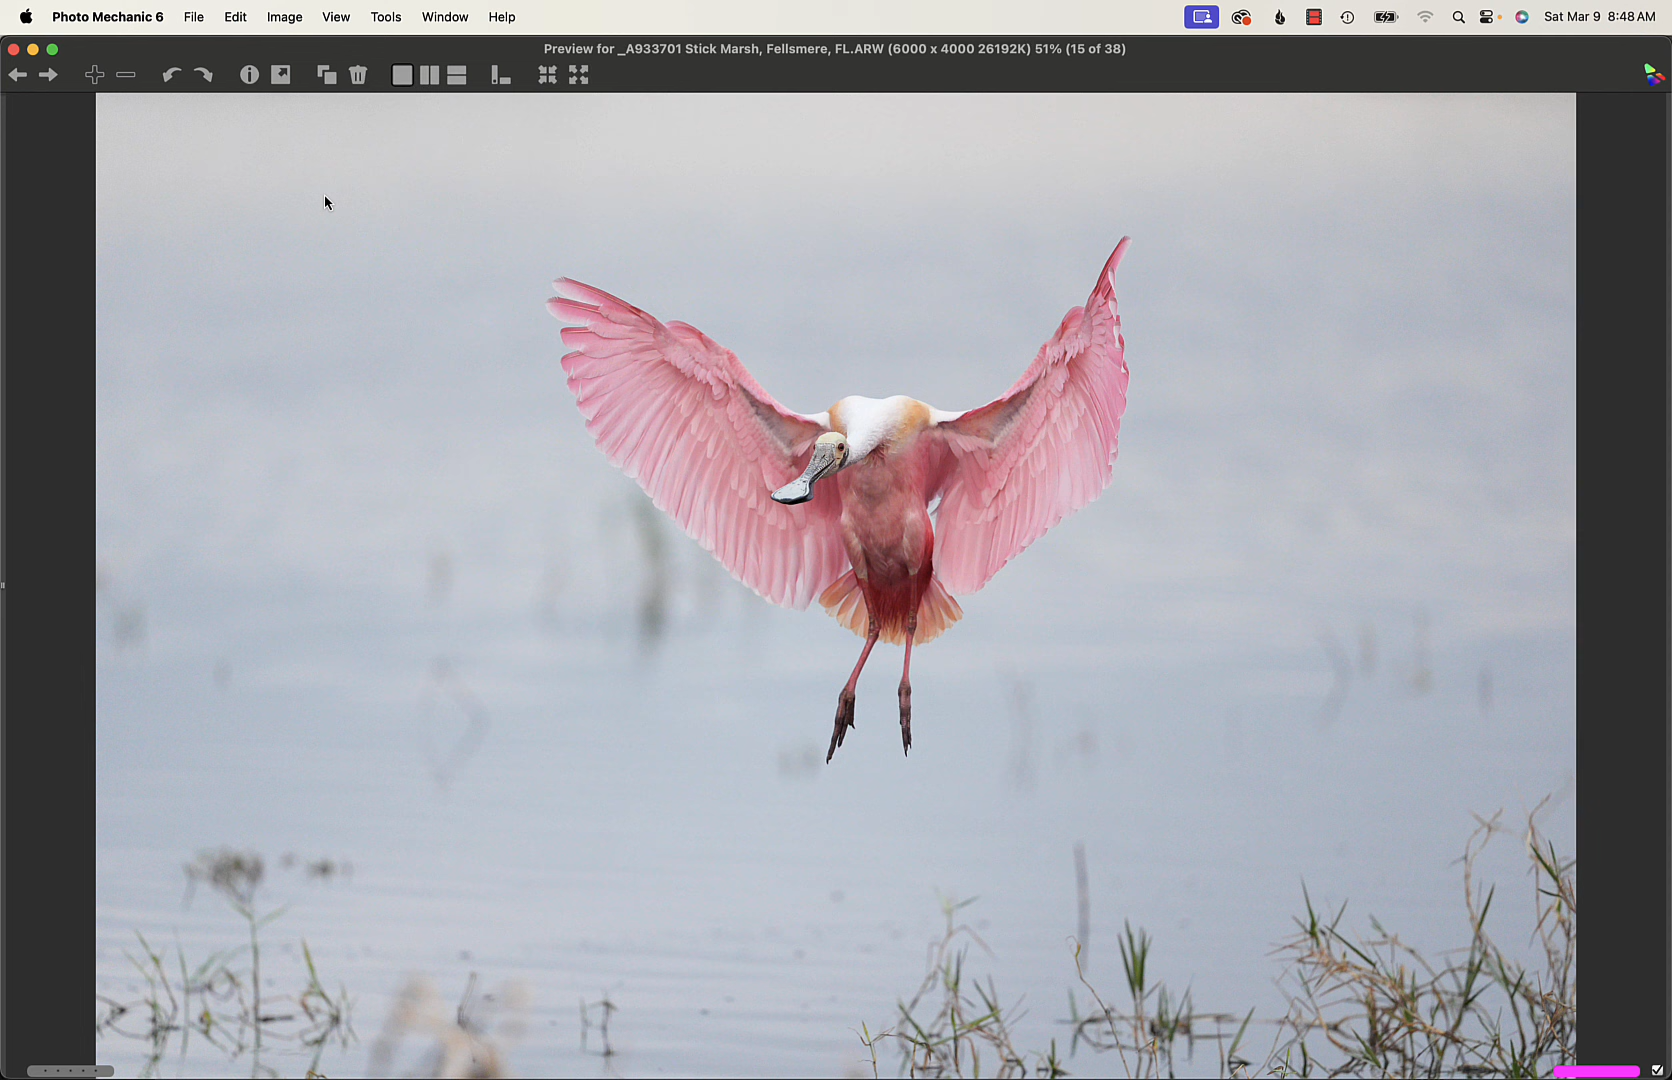 Photo Mechanic 6 File Edit Image View Tools Window Help Sat Mar 9 8:48 AM
Preview for _A933701 Stick Marsh, Fellsmere, FL.ARW (6000 x 4000 26192K) 51% (15 of 38)